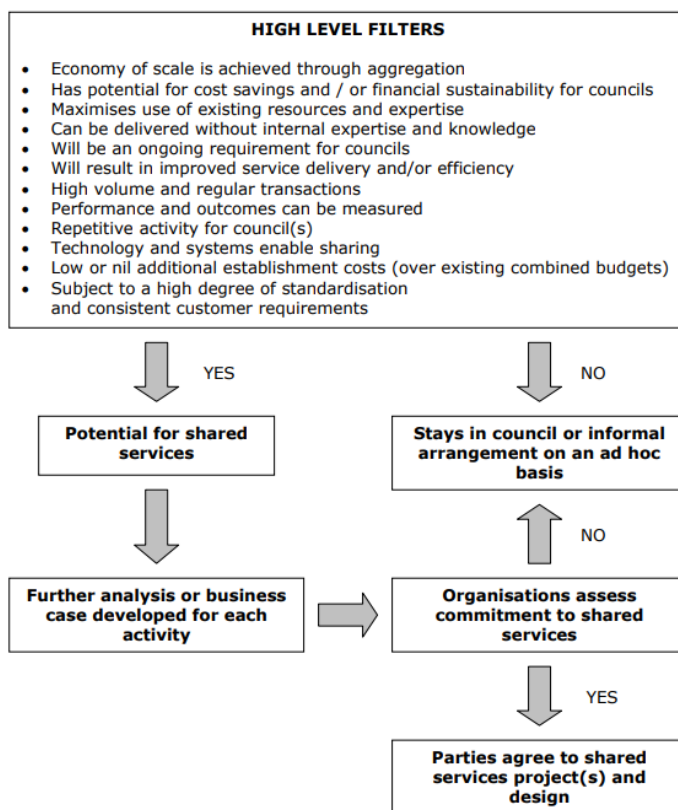 HIGH LEVEL FILTERS
• Economy of scale is achieved through aggregation
• Has potential for cost savings and / or financial sustainability for councils
• Maximises use of existing resources and expertise
• Can be delivered without internal expertise and knowledge
• Will be an ongoing requirement for councils
• Will result in improved service delivery and/or efficiency
• High volume and regular transactions
• Performance and outcomes can be measured
• Repetitive activity for council(s)
• Technology and systems enable sharing
• Low or nil additional establishment costs (over existing combined budgets)
• Subject to a high degree of standardisation
and consistent customer requirements
YES
NO
Potential for shared
services
Stays in council or informal
arrangement on an ad hoc
basis
NO
Further analysis or business
case developed for each
activity
Organisations assess
commitment to shared
services
YES
Parties agree to shared
services project(s) and
design